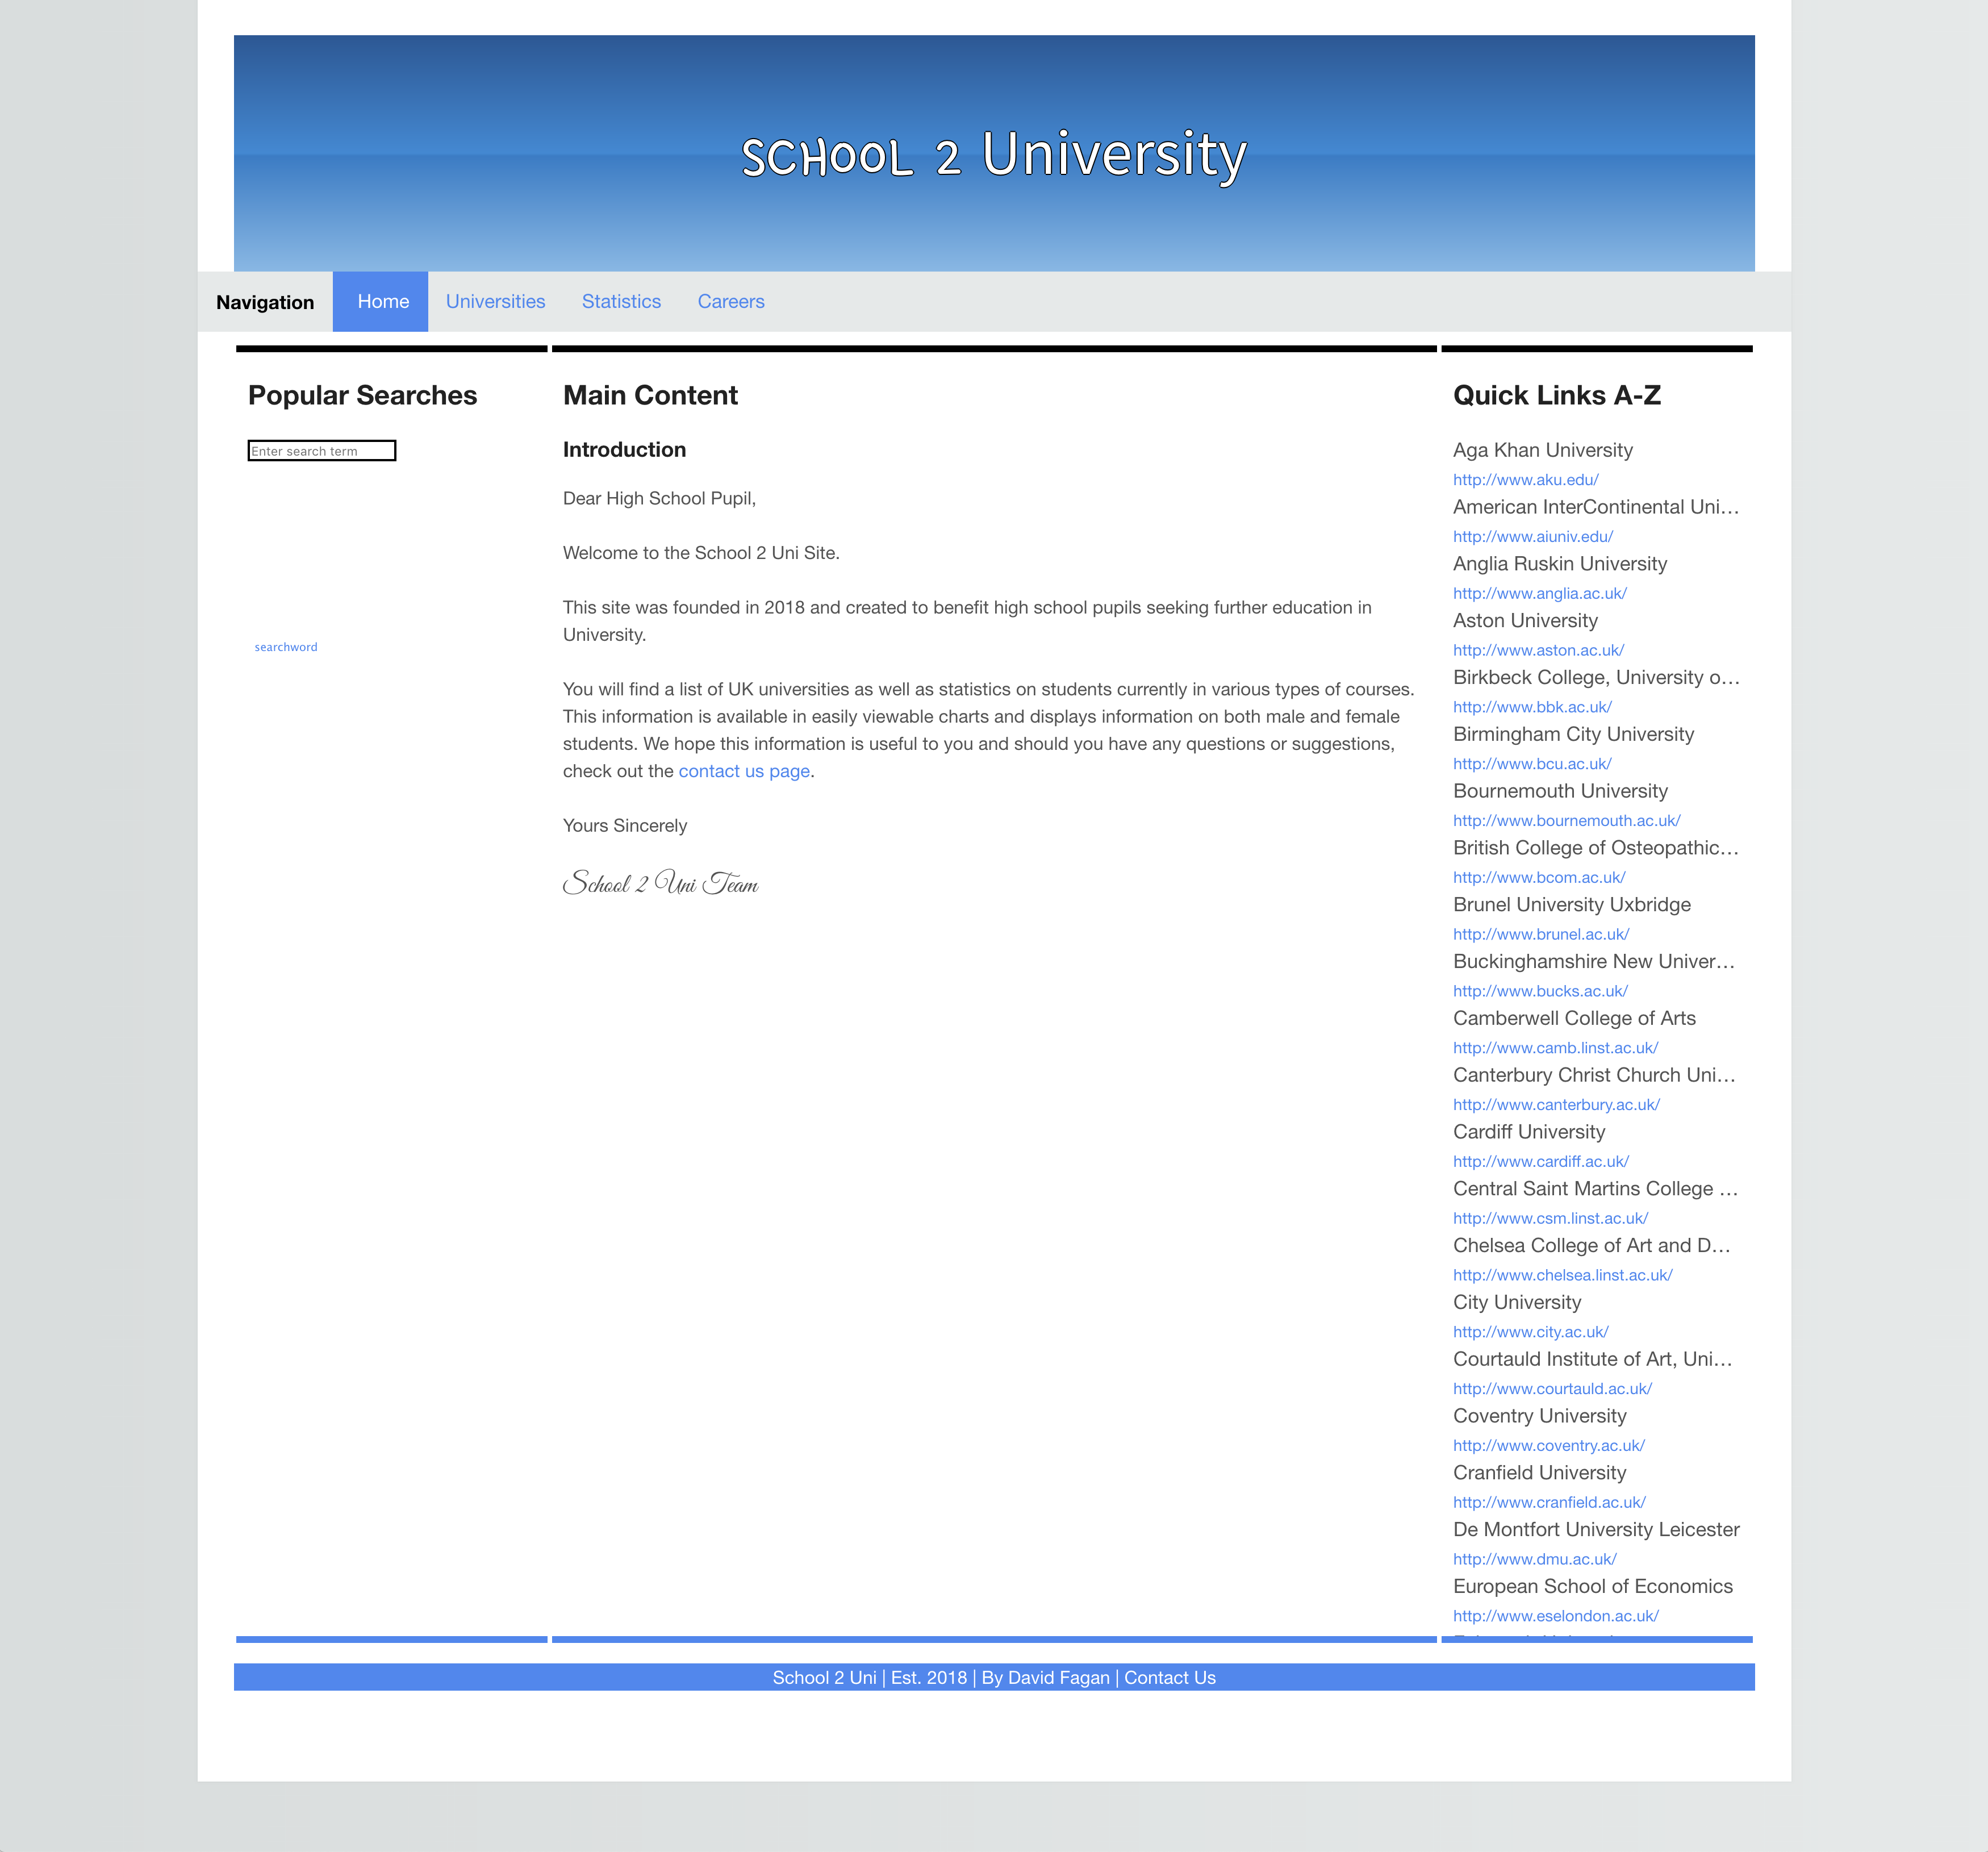 SCHOOL 2 University
Navigation
Home
Universities
Statistics
Careers
Popular Searches
Enter search term
searchword
Main Content
Introduction
Dear High School Pupil,
Welcome to the School 2 Uni Site.
This site was founded in 2018 and created to benefit high school pupils seeking further education in
University.
You will find a list of UK universities as well as statistics on students currently in various types of courses.
This information is available in easily viewable charts and displays information on both male and female
students. We hope this information is useful to you and should you have any questions or suggestions,
check out the contact us page.
Yours Sincerely
School 2 Uni Team
Quick Links A-Z
Aga Khan University
http://www.aku.edu/
American InterContinental Uni…
http://www.aiuniv.edu/
Anglia Ruskin University
http://www.anglia.ac.uk/
Aston University
http://www.aston.ac.uk/
Birkbeck College, University o…
http://www.bbk.ac.uk/
Birmingham City University
http://www.bcu.ac.uk/
Bournemouth University
http://www.bournemouth.ac.uk/
British College of Osteopathic…
http://www.bcom.ac.uk/
Brunel University Uxbridge
http://www.brunel.ac.uk/
Buckinghamshire New Univer…
http://www.bucks.ac.uk/
Camberwell College of Arts
http://www.camb.linst.ac.uk/
Canterbury Christ Church Uni…
http://www.canterbury.ac.uk/
Cardiff University
http://www.cardiff.ac.uk/
Central Saint Martins College …
http://www.csm.linst.ac.uk/
Chelsea College of Art and D…
http://www.chelsea.linst.ac.uk/
City University
http://www.city.ac.uk/
Courtauld Institute of Art, Uni…
http://www.courtauld.ac.uk/
Coventry University
http://www.coventry.ac.uk/
Cranfield University
http://www.cranfield.ac.uk/
De Montfort University Leicester
http://www.dmu.ac.uk/
European School of Economics
http://www.eselondon.ac.uk/
School 2 Uni | Est. 2018 | By David Fagan | Contact Us